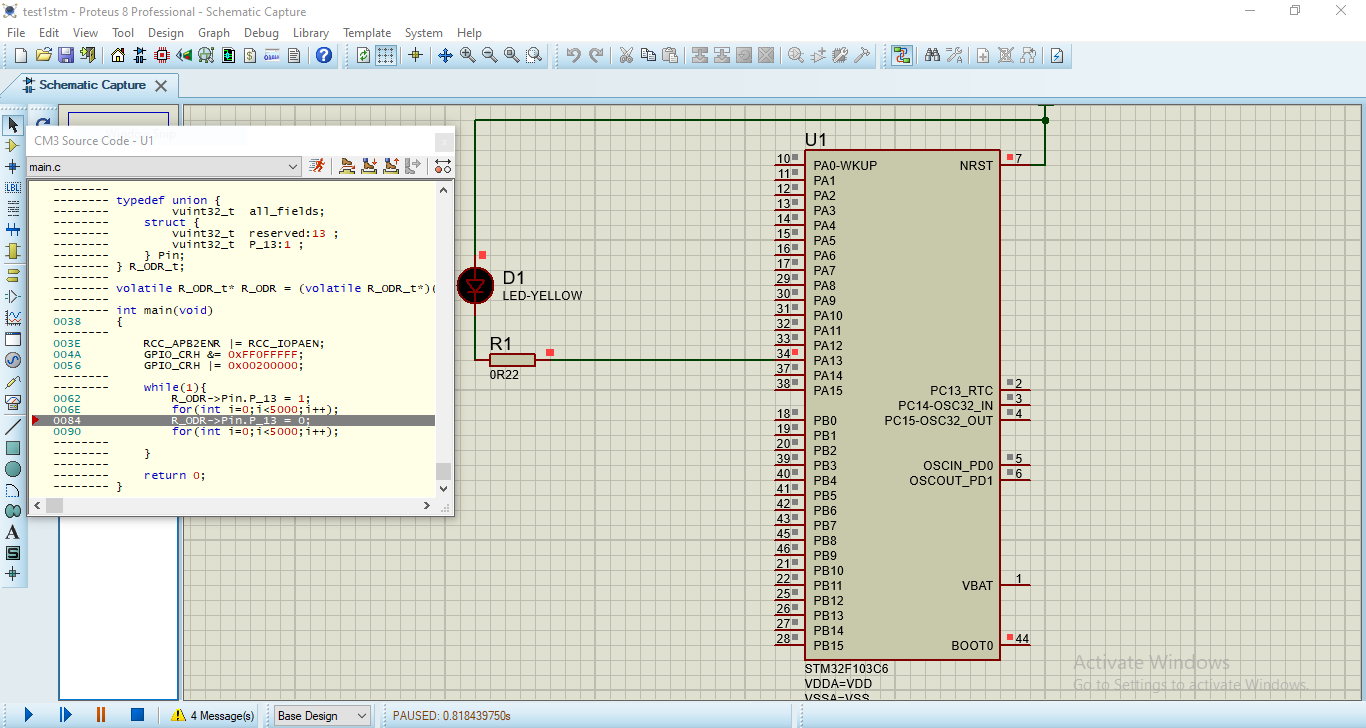 test1stm - Proteus 8 Professional - Schematic Capture
File Edit View Tool Design Graph Debug Library Template System Help
Schematic Capture
CM3 Source Code - U1
main.c
-------- typedef union {
-------- vuint32_t all_fields;
-------- struct {
-------- vuint32_t reserved:13 ;
-------- vuint32_t P_13:1 ;
-------- } Pin;
-------- } R_ODR_t;
--------
-------- volatile R_ODR_t* R_ODR = (volatile R_ODR_t*)(
--------
-------- int main(void)
0038 {
--------
003E RCC_APB2ENR |= RCC_IOPAEN;
004A GPIO_CRH &= 0xFF0FFFFF;
0056 GPIO_CRH |= 0x00200000;
--------
-------- while(1){
0062 R_ODR->Pin.P_13 = 1;
006E for(int i=0;i<5000;i++);
0084 R_ODR->Pin.P_13 = 0;
0090 for(int i=0;i<5000;i++);
--------
-------- }
--------
-------- return 0;
-------- }
D1
LED-YELLOW
R1
0R22
U1
10 PA0-WKUP NRST 7
11 PA1
12 PA2
13 PA3
14 PA4
15 PA5
16 PA6
17 PA7
29 PA8
30 PA9
31 PA10
32 PA11
33 PA12
34 PA13
37 PA14
38 PA15 PC13_RTC 2
PC14-OSC32_IN 3
18 PB0 PC15-OSC32_OUT 4
19 PB1
20 PB2
39 PB3 OSCIN_PD0 5
40 PB4 OSCOUT_PD1 6
41 PB5
42 PB6
43 PB7
45 PB8
46 PB9
21 PB10
22 PB11 VBAT 1
25 PB12
26 PB13
27 PB14
28 PB15 BOOT0 44
STM32F103C6
VDDA=VDD
VSSA=VSS
Activate Windows
Go to Settings to activate Windows.
4 Message(s)
Base Design
PAUSED: 0.818439750s